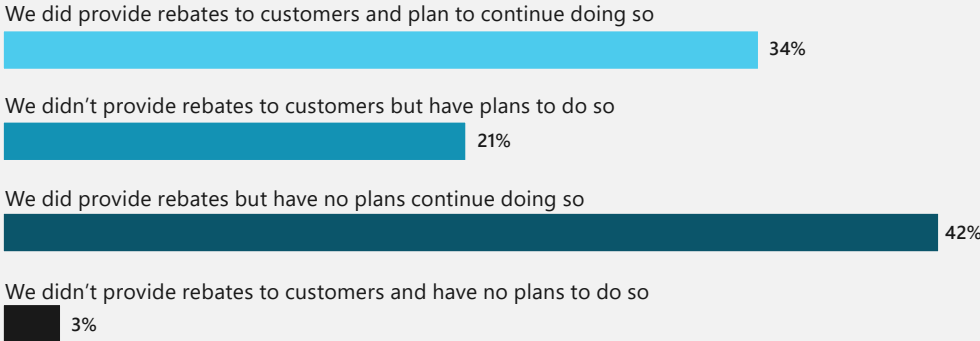 We did provide rebates to customers and plan to continue doing so
34%
We didn’t provide rebates to customers but have plans to do so
21%
We did provide rebates but have no plans continue doing so
42%
We didn’t provide rebates to customers and have no plans to do so
3%